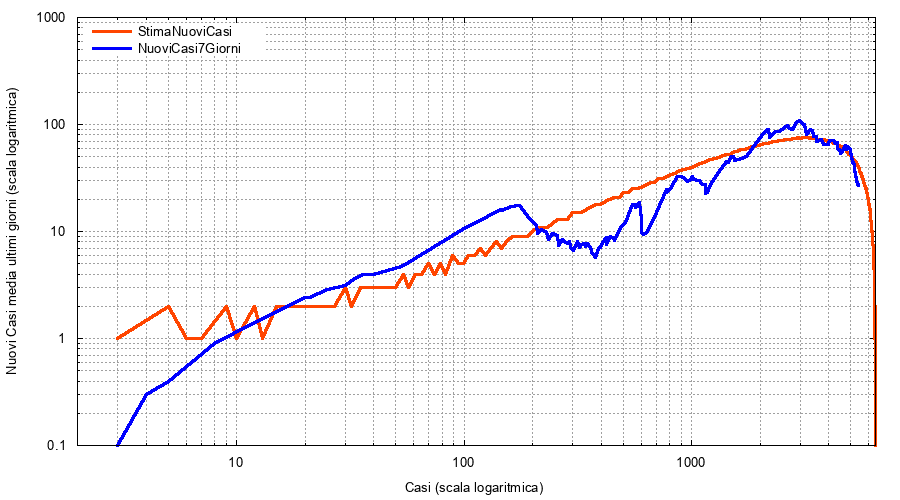 1000
StimaNuoviCasi
NuoviCasi7Giorni
100
10
1
0.1
Nuovi Casi media ultimi giorni (scala logaritmica)
10
100
1000
Casi (scala logaritmica)